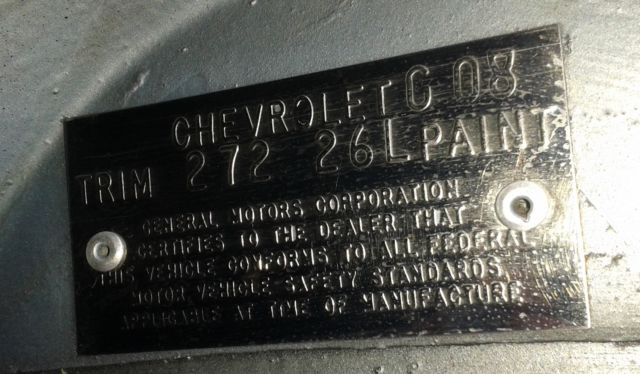 CHEVROLET C 08
TRIM 272 26L PAINT
GENERAL MOTORS CORPORATION
CERTIFIES TO THE DEALER THAT
THIS VEHICLE CONFORMS TO ALL FEDERAL
MOTOR VEHICLE SAFETY STANDARDS
APPLICABLE AT TIME OF MANUFACTURE